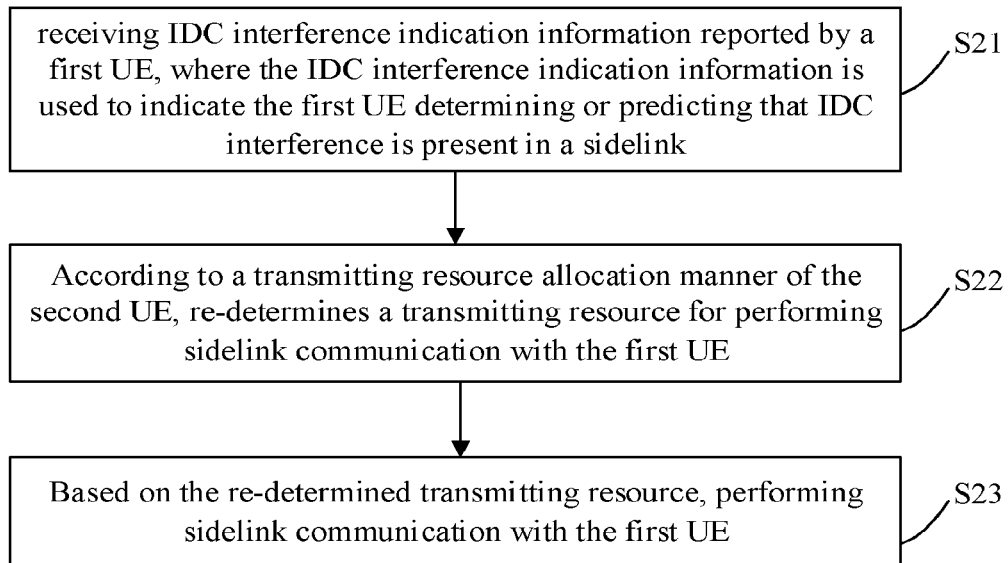 receiving IDC interference indication information reported by a
first UE, where the IDC interference indication information is
used to indicate the first UE determining or predicting that IDC
interference is present in a sidelink
S21
According to a transmitting resource allocation manner of the
second UE, re-determines a transmitting resource for performing
sidelink communication with the first UE
S22
Based on the re-determined transmitting resource, performing
sidelink communication with the first UE
S23